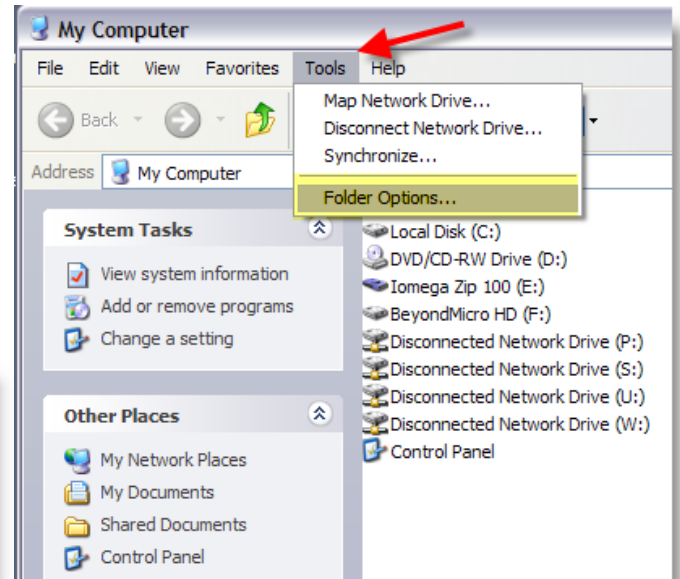 My Computer
File Edit View Favorites Tools Help
Map Network Drive...
Disconnect Network Drive...
Synchronize...
Folder Options...
Back
Address My Computer
System Tasks
View system information
Add or remove programs
Change a setting
Other Places
My Network Places
My Documents
Shared Documents
Control Panel
Local Disk (C:)
DVD/CD-RW Drive (D:)
Iomega Zip 100 (E:)
BeyondMicro HD (F:)
Disconnected Network Drive (P:)
Disconnected Network Drive (S:)
Disconnected Network Drive (U:)
Disconnected Network Drive (W:)
Control Panel